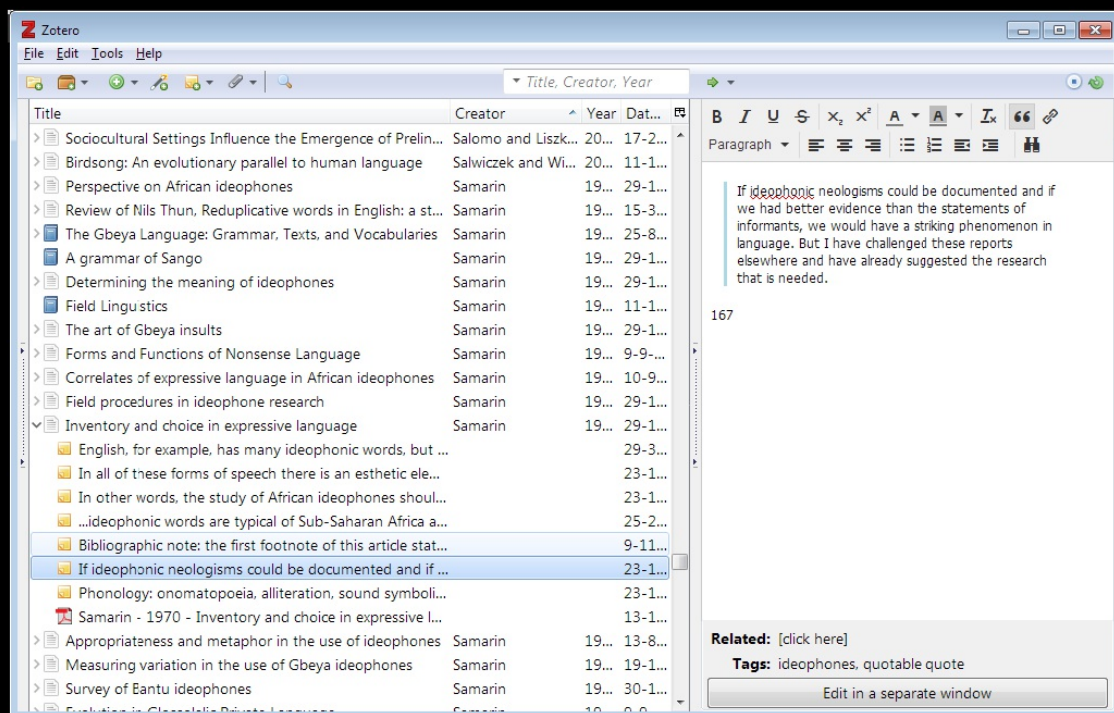 Zotero
File Edit Tools Help
Title, Creator, Year
Title Creator Year Dat...
Sociocultural Settings Influence the Emergence of Prelin... Salomo and Liszk... 20... 17-2...
Birdsong: An evolutionary parallel to human language Salwiczek and Wi... 20... 11-1...
Perspective on African ideophones Samarin 19... 29-1...
Review of Nils Thun, Reduplicative words in English: a st... Samarin 19... 15-3...
The Gbeya Language: Grammar, Texts, and Vocabularies Samarin 19... 25-8...
A grammar of Sango Samarin 19... 29-1...
Determining the meaning of ideophones Samarin 19... 29-1...
Field Linguistics Samarin 19... 11-1...
The art of Gbeya insults Samarin 19... 29-1...
Forms and Functions of Nonsense Language Samarin 19... 9-9-...
Correlates of expressive language in African ideophones Samarin 19... 10-9...
Field procedures in ideophone research Samarin 19... 29-1...
Inventory and choice in expressive language Samarin 19... 29-1...
English, for example, has many ideophonic words, but ... 29-3...
In all of these forms of speech there is an esthetic ele... 23-1...
In other words, the study of African ideophones shoul... 23-1...
...ideophonic words are typical of Sub-Saharan Africa a... 25-2...
Bibliographic note: the first footnote of this article stat... 9-11...
If ideophonic neologisms could be documented and if ... 23-1...
Phonology: onomatopoeia, alliteration, sound symboli... 23-1...
Samarin - 1970 - Inventory and choice in expressive l... 13-1...
Appropriateness and metaphor in the use of ideophones Samarin 19... 13-8...
Measuring variation in the use of Gbeya ideophones Samarin 19... 19-1...
Survey of Bantu ideophones Samarin 19... 30-1...
B I U S X₂ X² A A Ix
Paragraph
If ideophonic neologisms could be documented and if
we had better evidence than the statements of
informants, we would have a striking phenomenon in
language. But I have challenged these reports
elsewhere and have already suggested the research
that is needed.
167
Related: [click here]
Tags: ideophones, quotable quote
Edit in a separate window